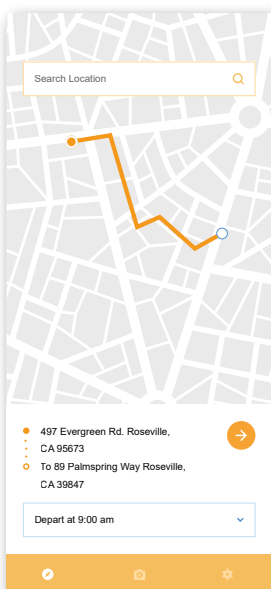 Search Location
497 Evergreen Rd. Roseville,
CA 95673
To 89 Palmspring Way Roseville,
CA 39847
Depart at 9:00 am